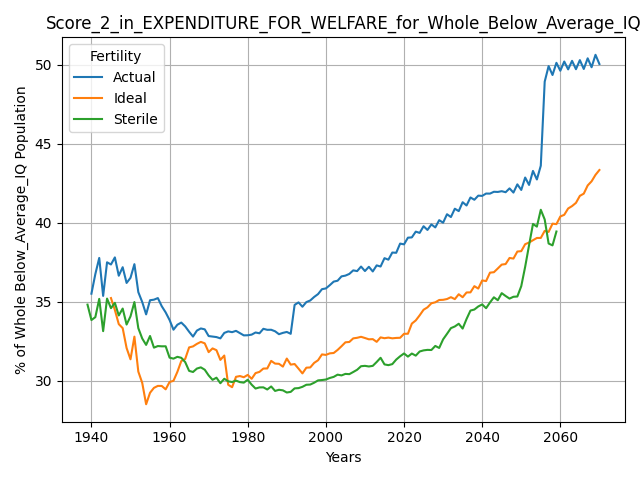 Score_2_in_EXPENDITURE_FOR_WELFARE_for_Whole_Below_Average_IQ
Fertility
Actual
Ideal
Sterile
% of Whole Below_Average_IQ Population
50
45
40
35
30
1940
1960
1980
2000
2020
2040
2060
Years